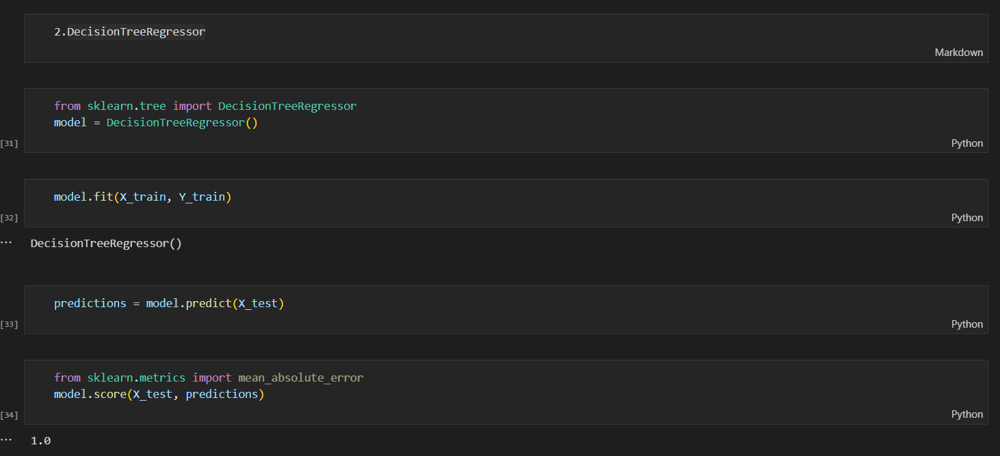 2.DecisionTreeRegressor
Markdown
from sklearn.tree import DecisionTreeRegressor
model = DecisionTreeRegressor()
[31]
Python
model.fit(X_train, Y_train)
[32]
Python
... DecisionTreeRegressor()
predictions = model.predict(X_test)
[33]
Python
from sklearn.metrics import mean_absolute_error
model.score(X_test, predictions)
[34]
Python
... 1.0